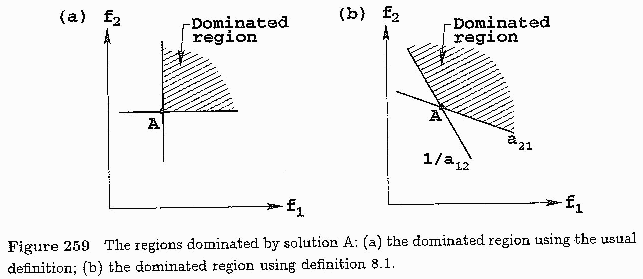 (a) f2
Dominated
region
A
f1
(b) f2
Dominated
region
A
a21
1/a12
f1
Figure 259 The regions dominated by solution A: (a) the dominated region using the usual
definition; (b) the dominated region using definition 8.1.